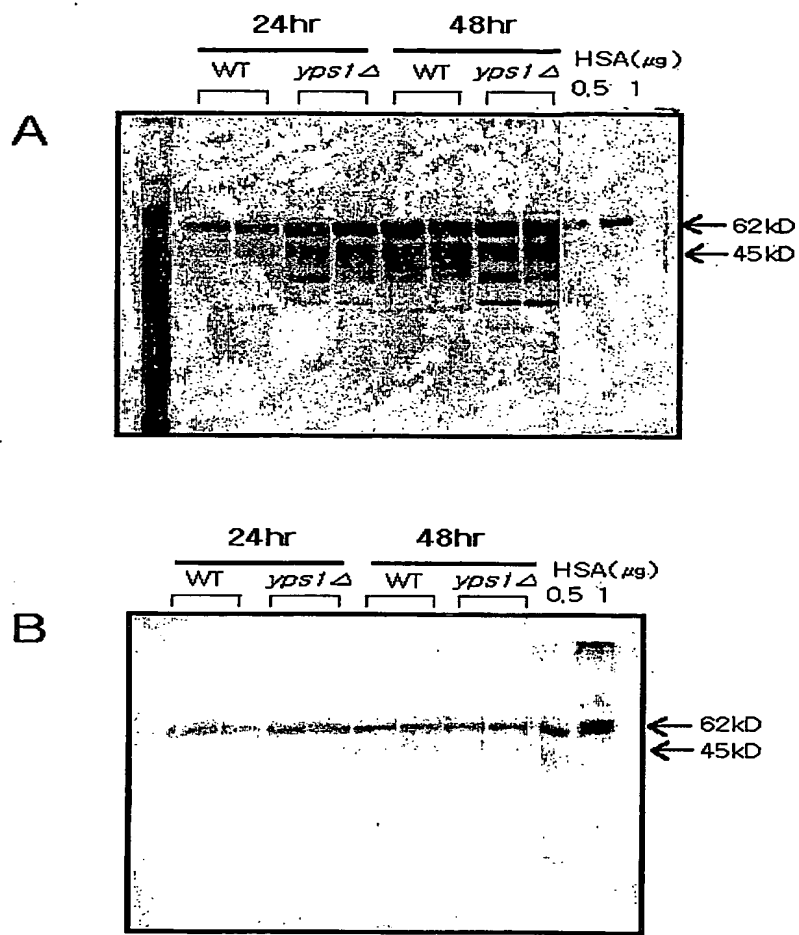 24hr 48hr
WT yps1Δ WT yps1Δ HSA(μg)
0.5 1
A
62kD
45kD
24hr 48hr
WT yps1Δ WT yps1Δ HSA(μg.)
0.5 1
B
62kD
45kD